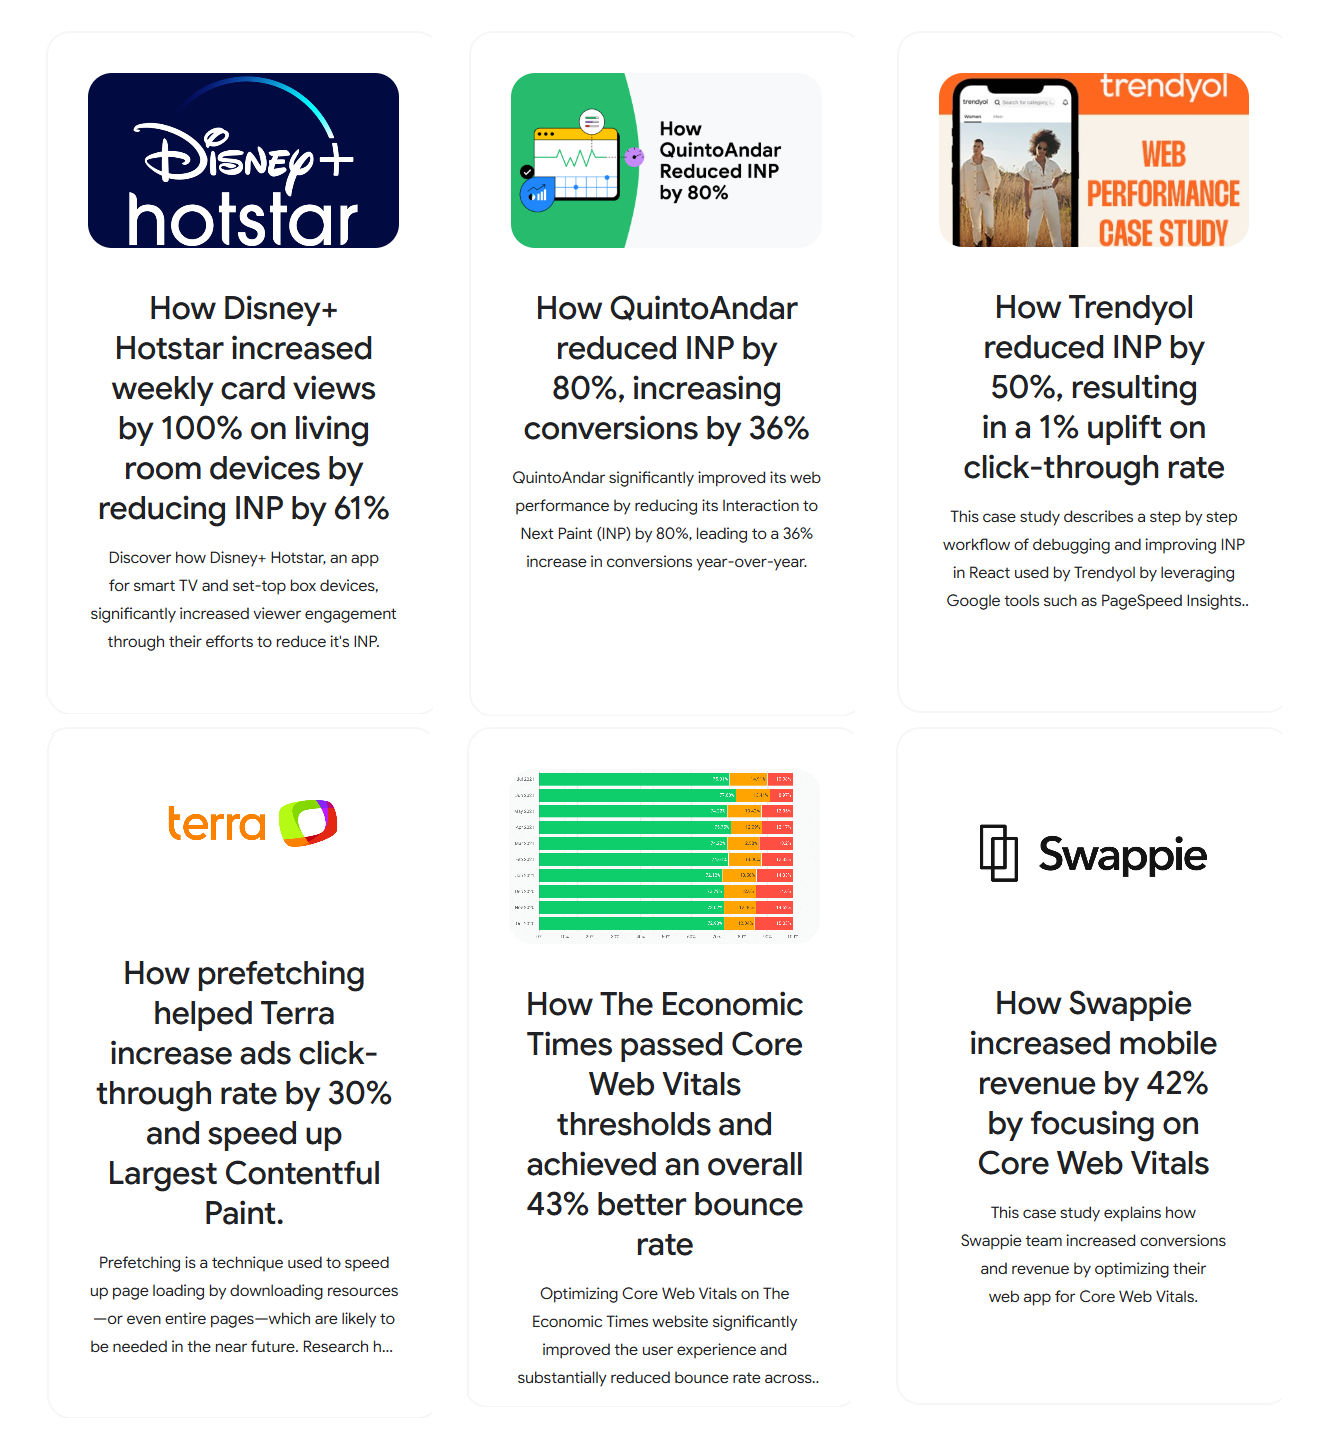 Disney+
hotstar
How Disney+
Hotstar increased
weekly card views
by 100% on living
room devices by
reducing INP by 61%
Discover how Disney+ Hotstar, an app
for smart TV and set-top box devices,
significantly increased viewer engagement
through their efforts to reduce it's INP.
How
QuintoAndar
Reduced INP
by 80%
How QuintoAndar
reduced INP by
80%, increasing
conversions by 36%
QuintoAndar significantly improved its web
performance by reducing its Interaction to
Next Paint (INP) by 80%, leading to a 36%
increase in conversions year-over-year.
trendyol
trendyol
Search for category,
Women
Men
WEB
PERFORMANCE
CASE STUDY
How Trendyol
reduced INP by
50%, resulting
in a 1% uplift on
click-through rate
This case study describes a step by step
workflow of debugging and improving INP
in React used by Trendyol by leveraging
Google tools such as PageSpeed Insights..
terra
How prefetching
helped Terra
increase ads click-
through rate by 30%
and speed up
Largest Contentful
Paint.
Prefetching is a technique used to speed
up page loading by downloading resources
—or even entire pages—which are likely to
be needed in the near future. Research h...
How The Economic
Times passed Core
Web Vitals
thresholds and
achieved an overall
43% better bounce
rate
Optimizing Core Web Vitals on The
Economic Times website significantly
improved the user experience and
substantially reduced bounce rate across..
Swappie
How Swappie
increased mobile
revenue by 42%
by focusing on
Core Web Vitals
This case study explains how
Swappie team increased conversions
and revenue by optimizing their
web app for Core Web Vitals.